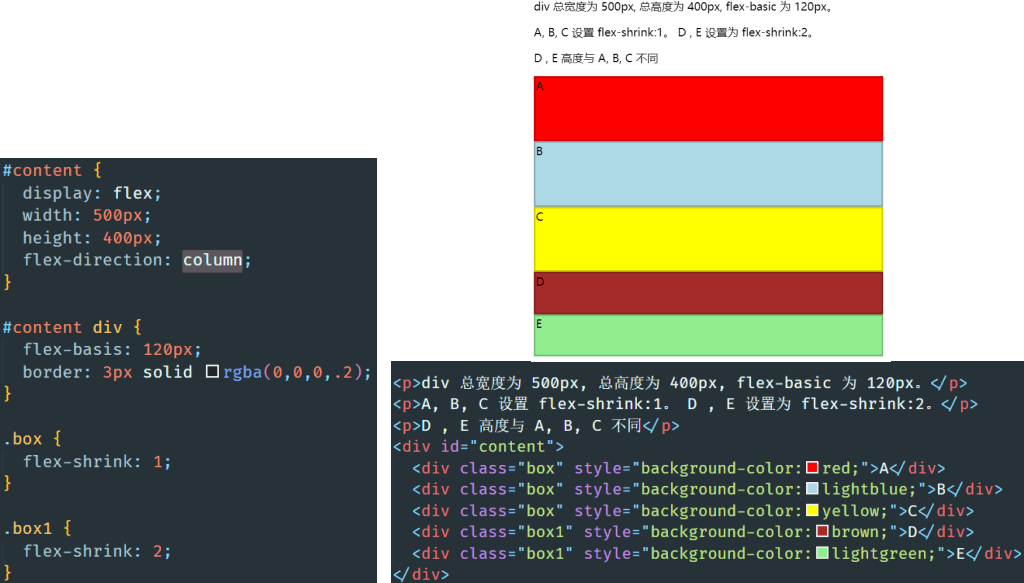 div 总宽度为 500px, 总高度为 400px, flex-basic 为 120px。
A, B, C 设置 flex-shrink:1。 D , E 设置为 flex-shrink:2。
D , E 高度与 A, B, C 不同
A
B
C
D
E
#content {
  display: flex;
  width: 500px;
  height: 400px;
  flex-direction: column;
}
#content div {
  flex-basis: 120px;
  border: 3px solid rgba(0,0,0,.2);
}
.box {
  flex-shrink: 1;
}
.box1 {
  flex-shrink: 2;
}
<p>div 总宽度为 500px, 总高度为 400px, flex-basic 为 120px。</p>
<p>A, B, C 设置 flex-shrink:1。 D , E 设置为 flex-shrink:2。</p>
<p>D , E 高度与 A, B, C 不同</p>
<div id="content">
  <div class="box" style="background-color:red;">A</div>
  <div class="box" style="background-color:lightblue;">B</div>
  <div class="box" style="background-color:yellow;">C</div>
  <div class="box1" style="background-color:brown;">D</div>
  <div class="box1" style="background-color:lightgreen;">E</div>
</div>